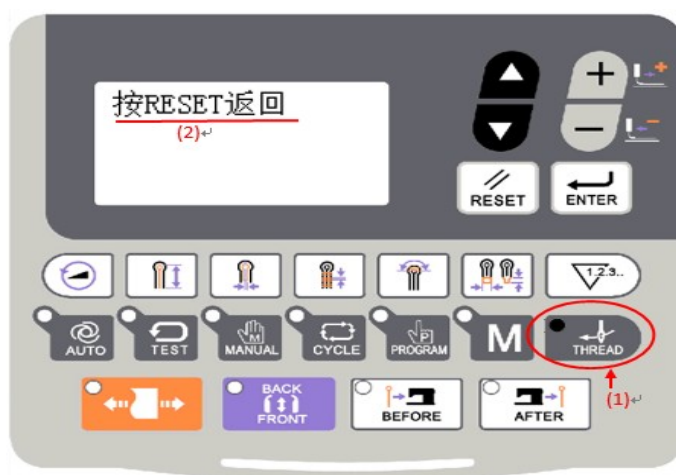 按RESET返回
(2)↵
+
−
RESET
ENTER
1.2.3..
AUTO
TEST
M
MANUAL
CYCLE
P
PROGRAM
M
THREAD
(1)↵
BACK
FRONT
BEFORE
AFTER